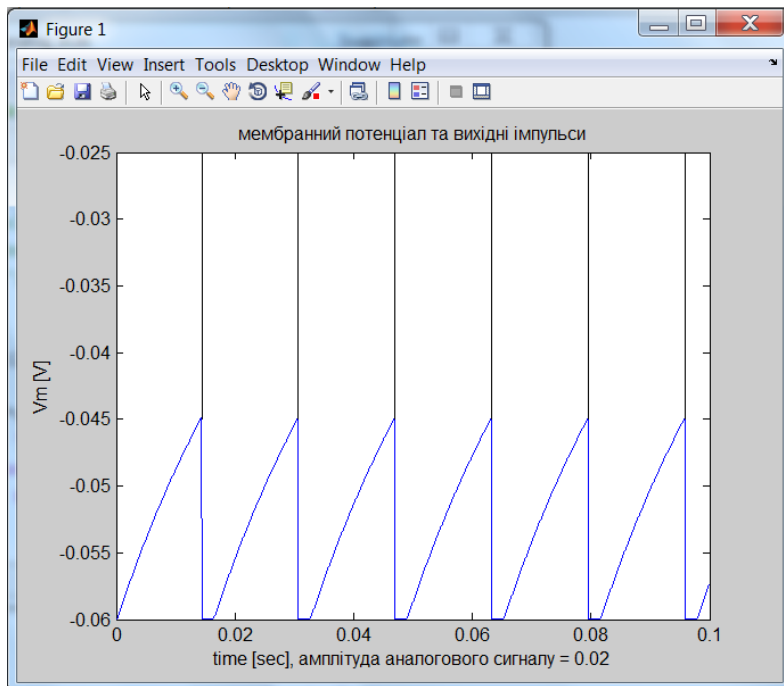 Figure 1
File Edit View Insert Tools Desktop Window Help
мембранний потенціал та вихідні імпульси
-0.025
-0.03
-0.035
-0.04
-0.045
-0.05
-0.055
-0.06
Vm [V]
0 0.02 0.04 0.06 0.08 0.1
time [sec], амплітуда аналогового сигналу = 0.02